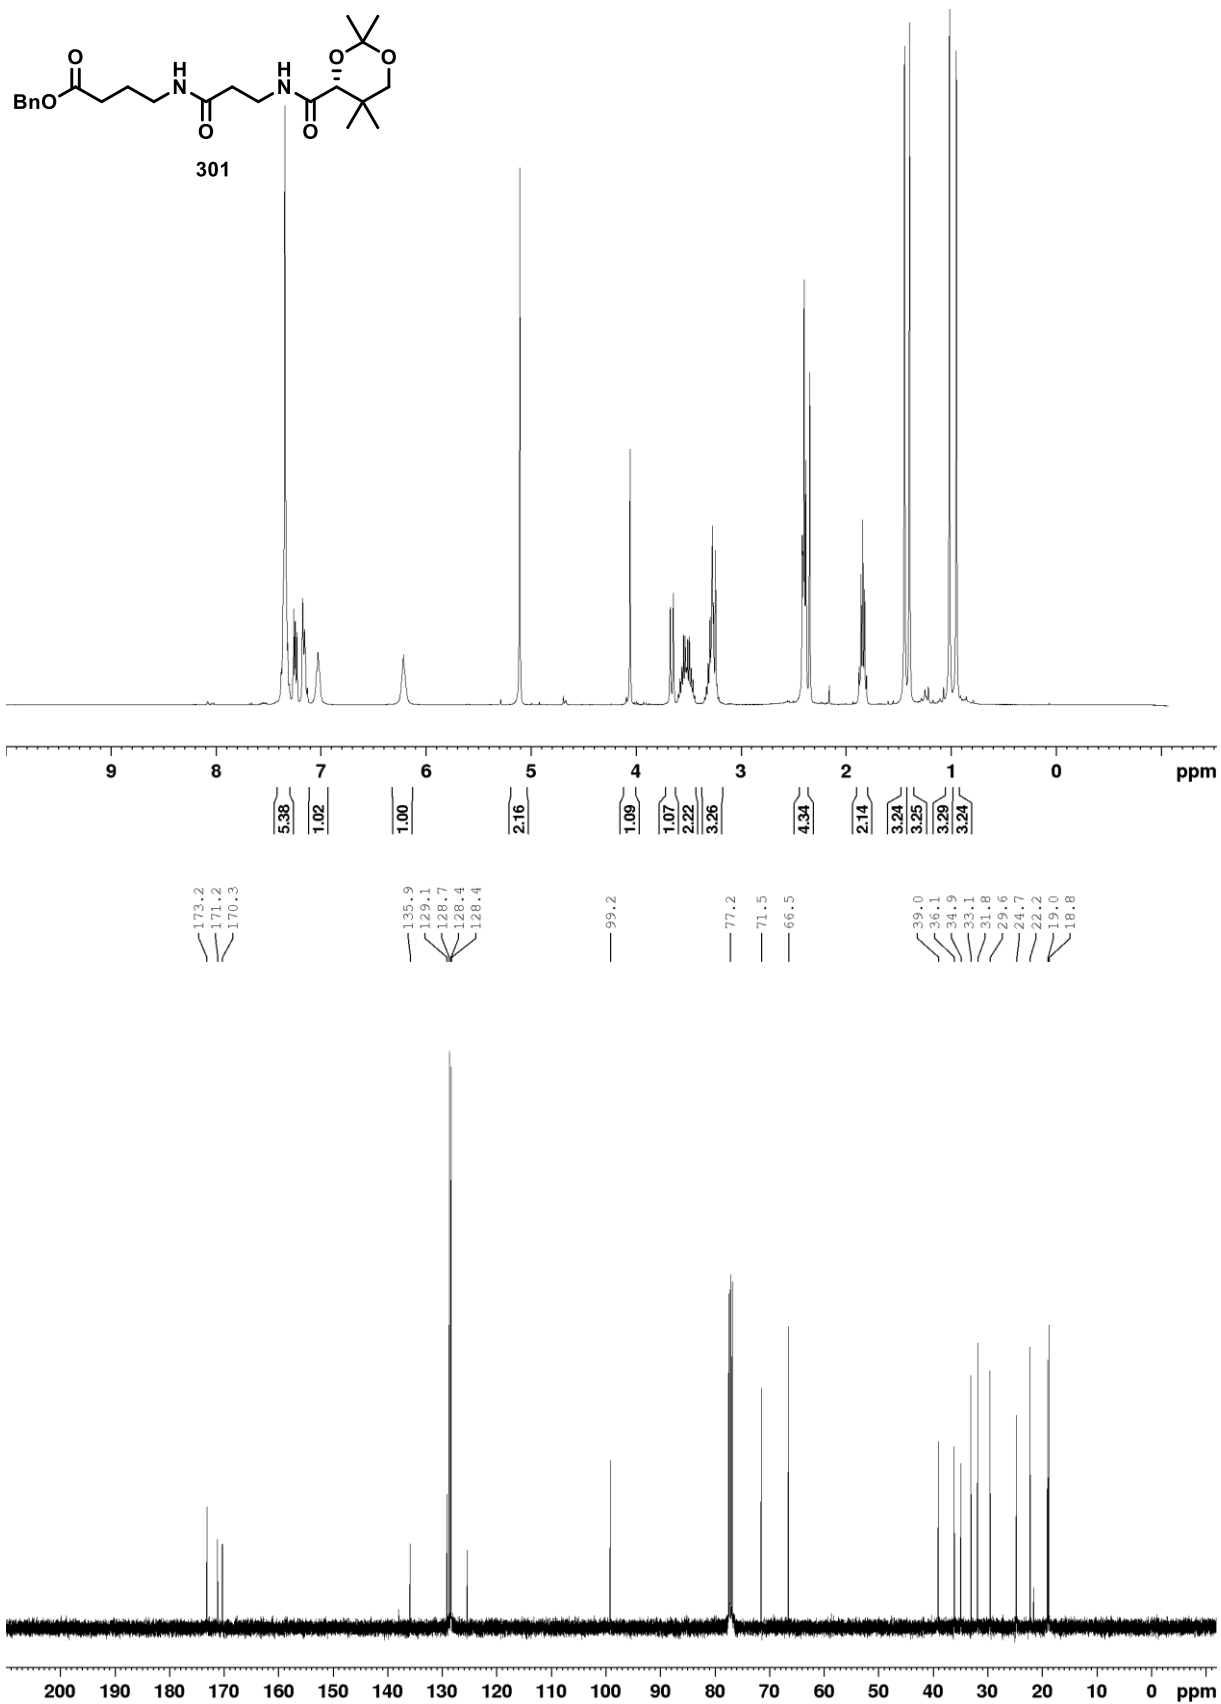 O O
O H H O
BnO N N
O O
301
9 8 7 6 5 4 3 2 1 0 ppm
5.38 1.02 1.00 2.16 1.09 1.07 2.22 3.26 4.34 2.14 3.24 3.25 3.29 3.24
173.2 171.2 170.3 135.9 129.1 128.7 128.4 128.4 99.2 77.2 71.5 66.5 39.0 36.1 34.9 33.1 31.8 29.6 24.7 22.2 19.0 18.8
200 190 180 170 160 150 140 130 120 110 100 90 80 70 60 50 40 30 20 10 0 ppm